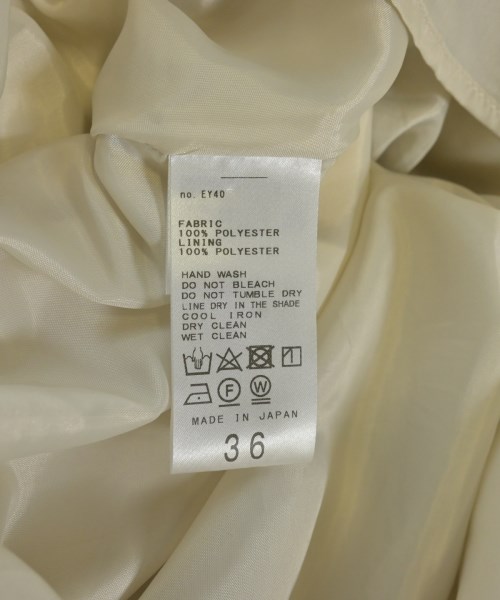 no. EY40
FABRIC
100% POLYESTER
LINING
100% POLYESTER
HAND WASH
DO NOT BLEACH
DO NOT TUMBLE DRY
LINE DRY IN THE SHADE
COOL IRON
DRY CLEAN
WET CLEAN
F W
MADE IN JAPAN
36